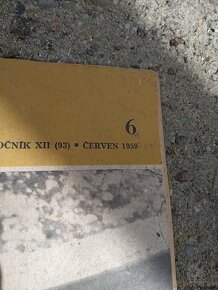 6
OČNÍK XII (93) • ČERVEN 1959